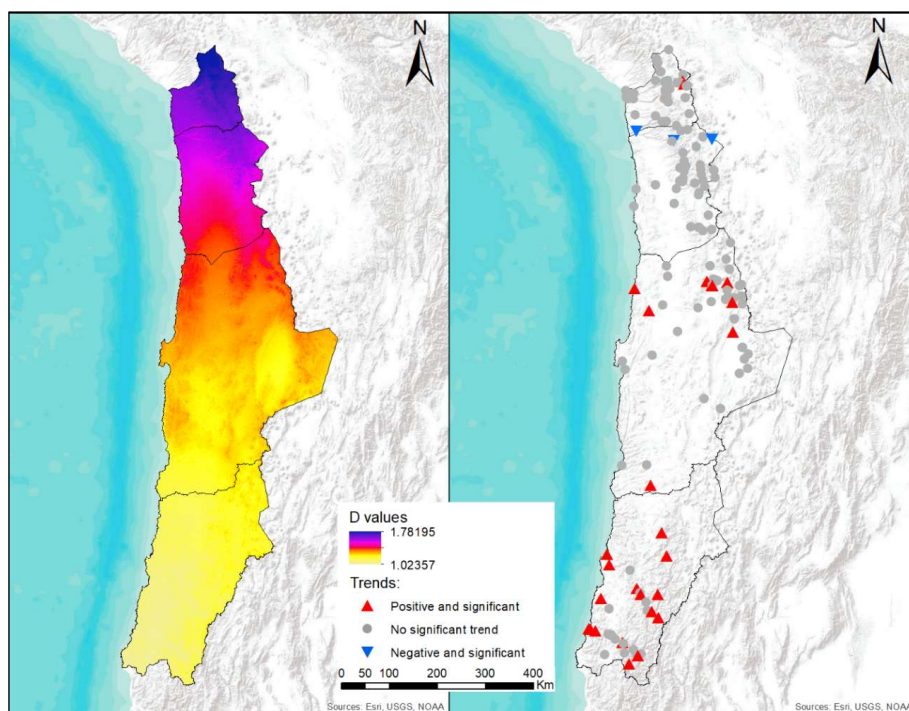 N
N
D values
1.78195
1.02357
Trends:
Positive and significant
No significant trend
Negative and significant
0 50 100 200 300 400
Km
Sources: Esri, USGS, NOAA
Sources: Esri, USGS, NOAA